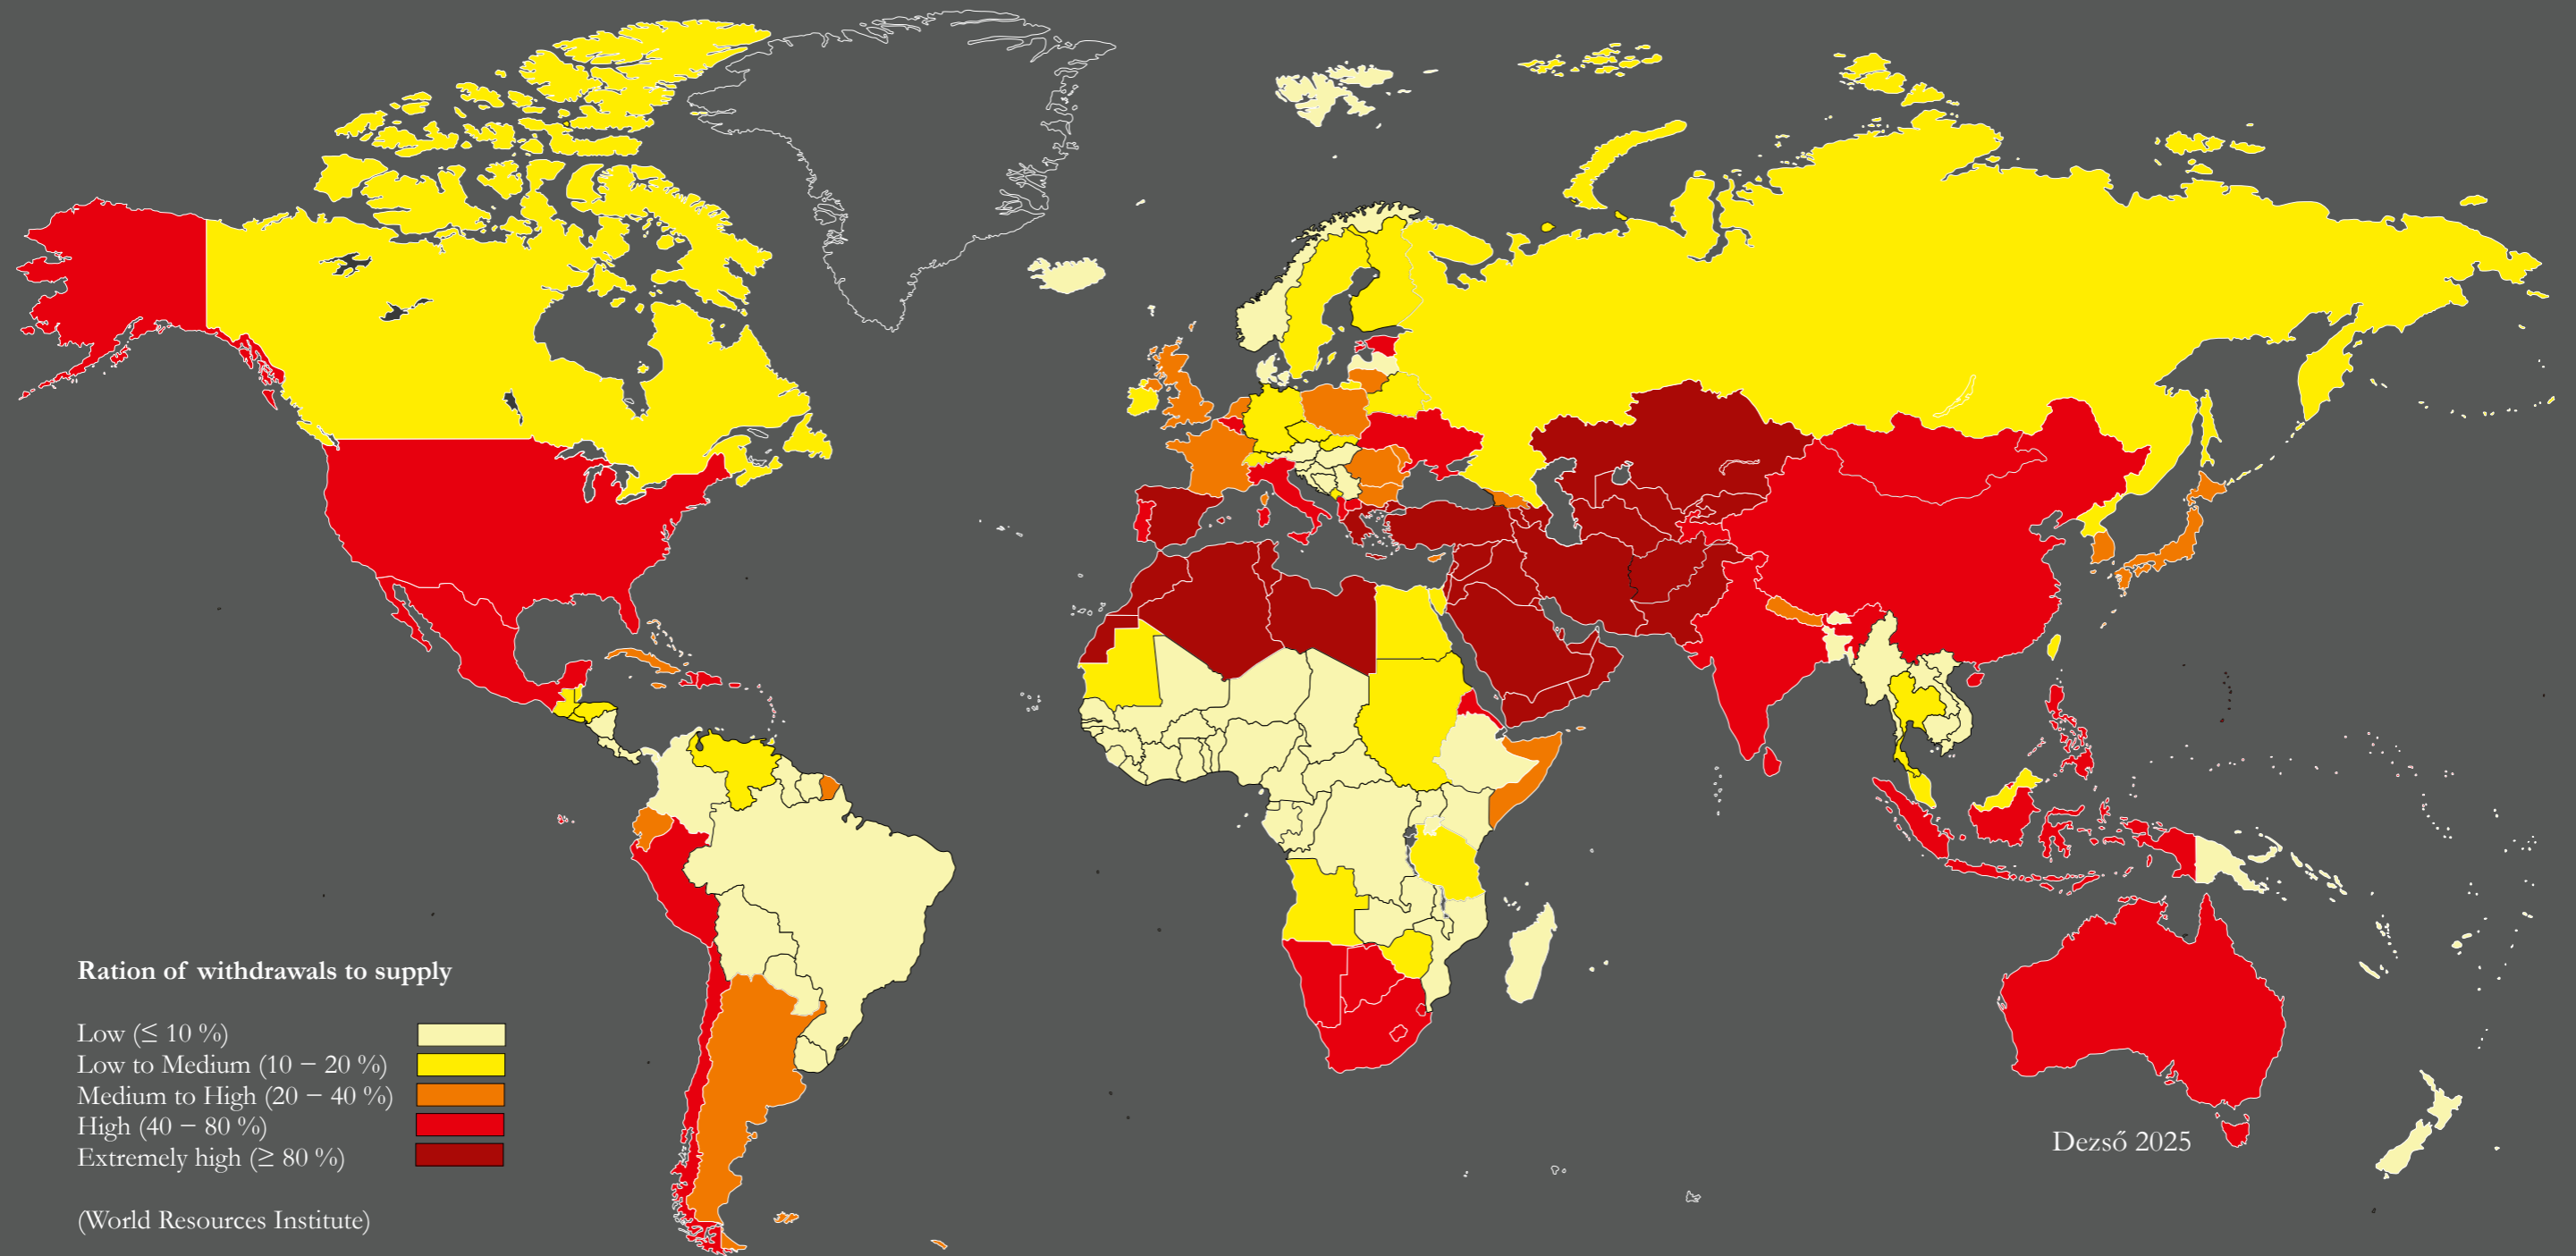 Ration of withdrawals to supply
Low (≤ 10 %)
Low to Medium (10 − 20 %)
Medium to High (20 − 40 %)
High (40 − 80 %)
Extremely high (≥ 80 %)
(World Resources Institute)
Dezső 2025